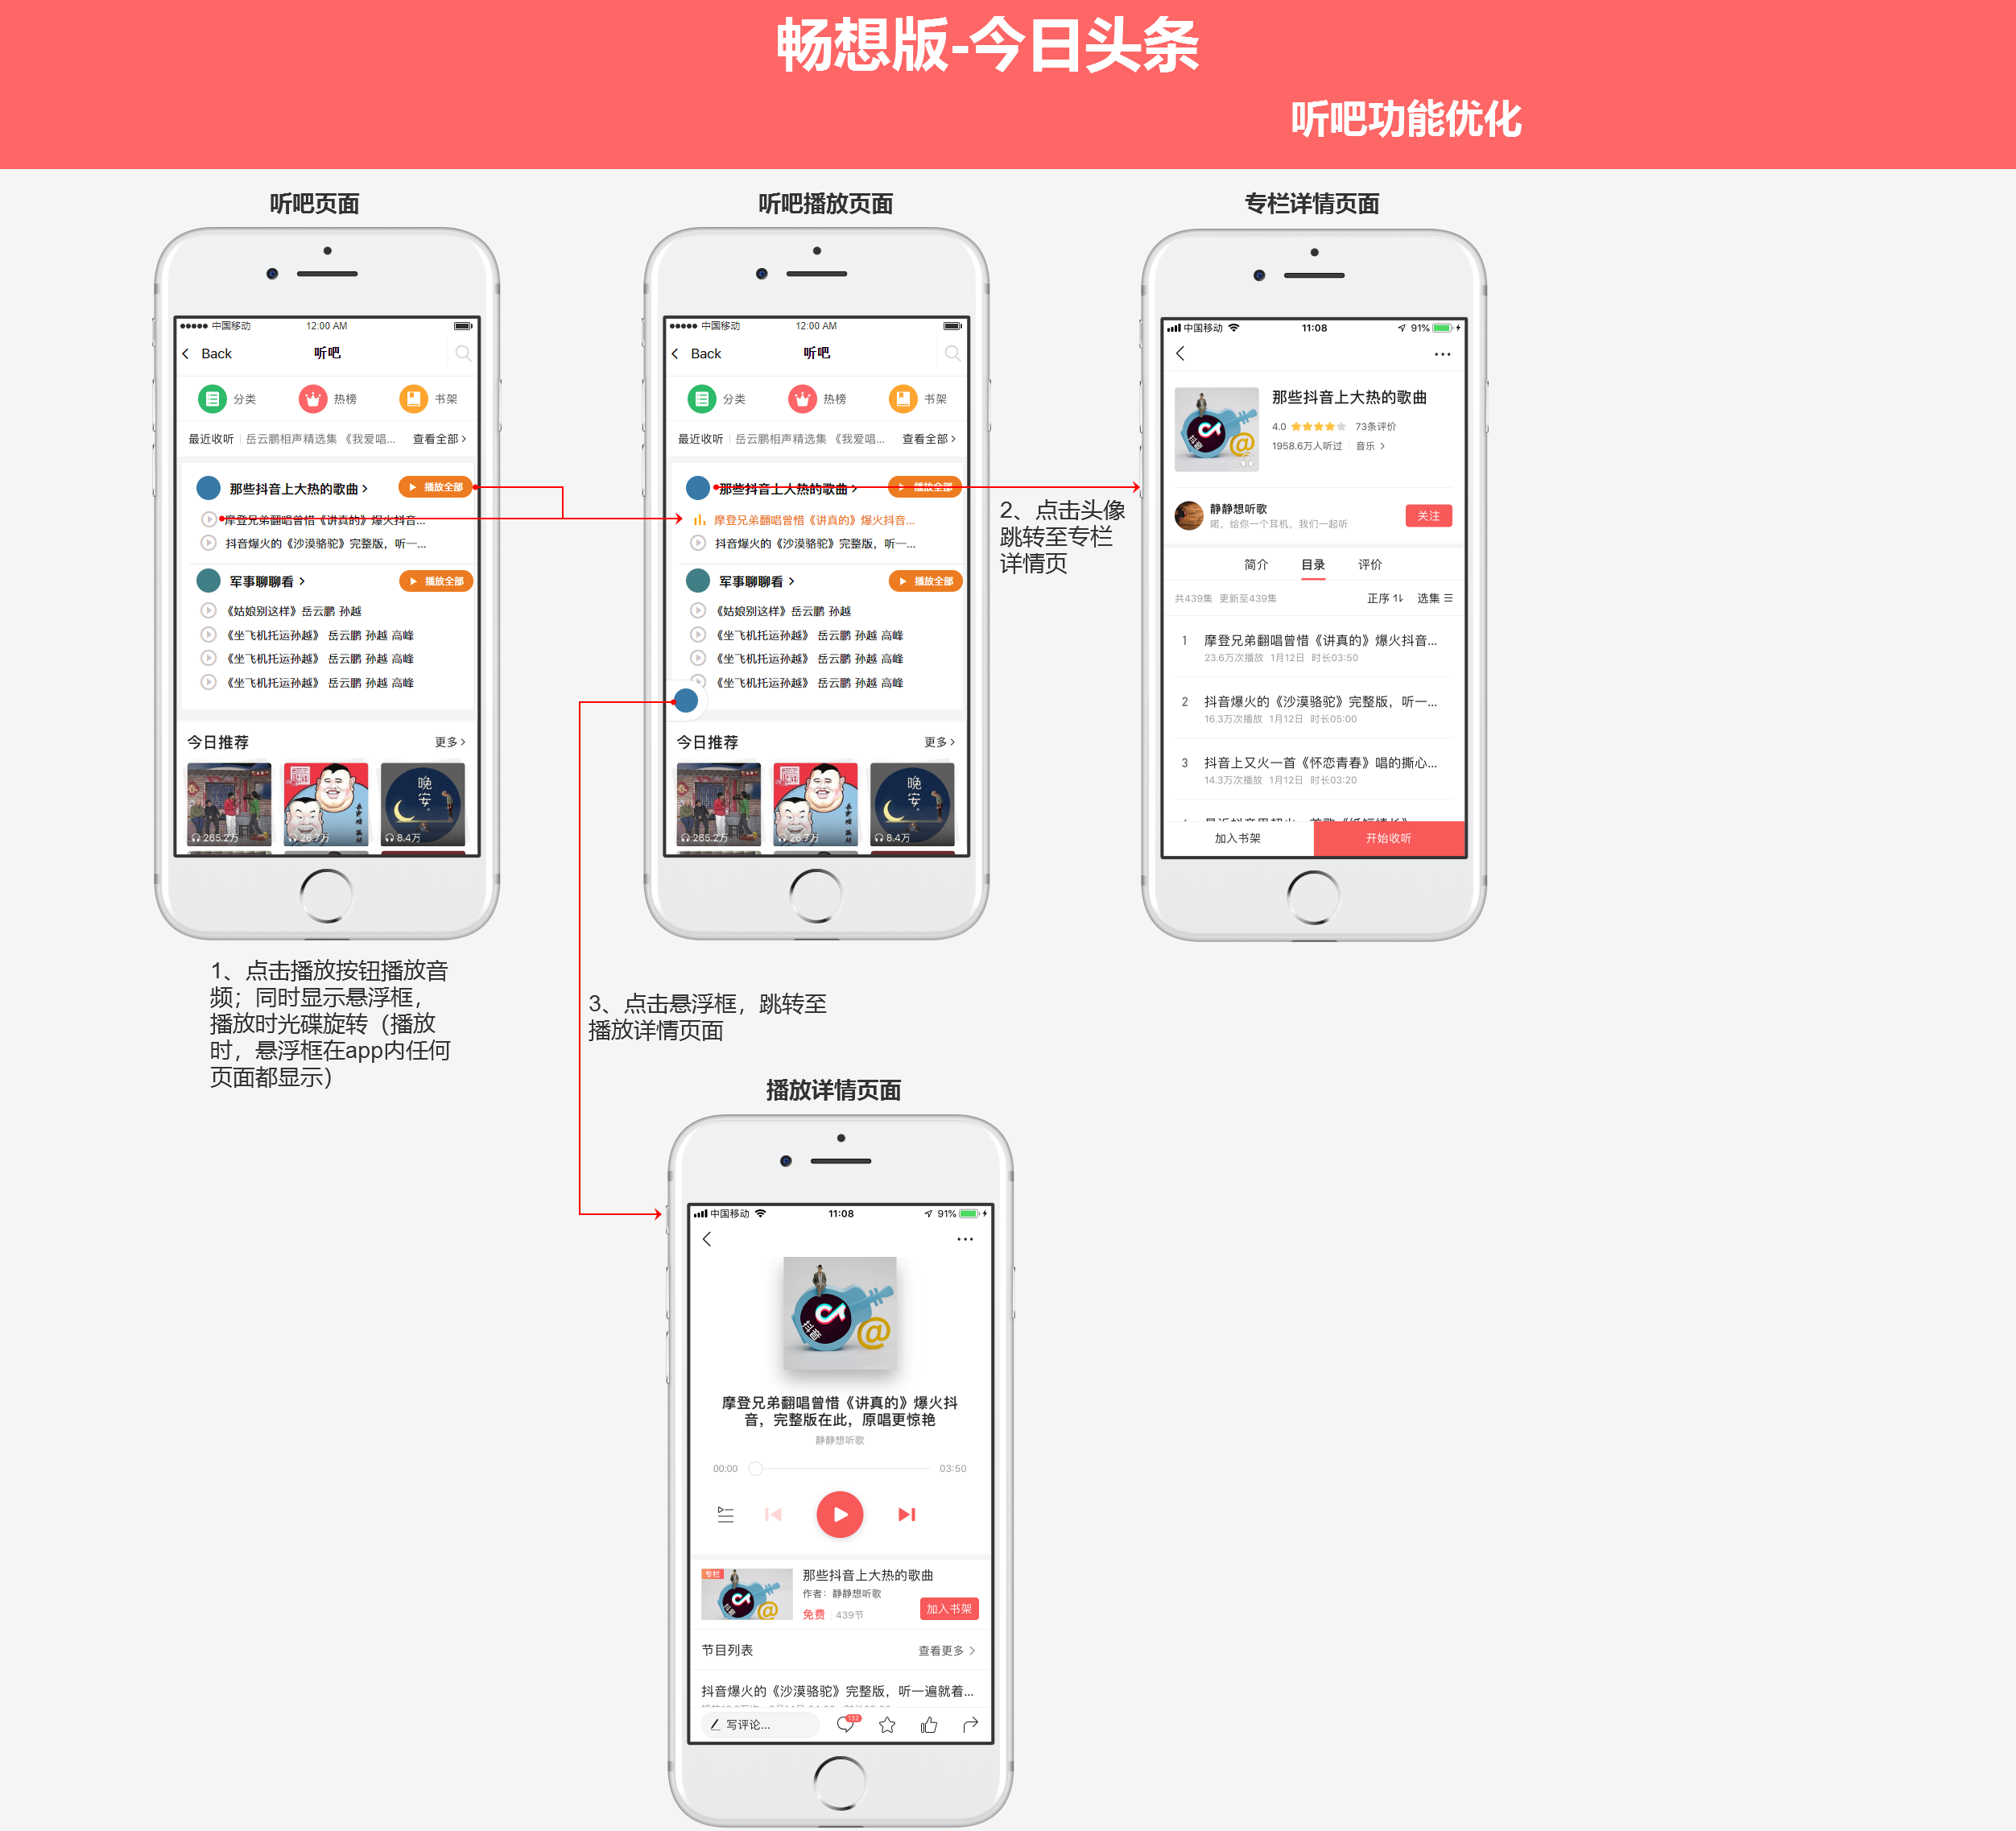 畅想版-今日头条
听吧功能优化
听吧页面
中国移动 12:00 AM
Back 听吧
分类 热榜 书架
最近收听 岳云鹏相声精选集 《我爱唱... 查看全部
那些抖音上大热的歌曲 播放全部
摩登兄弟翻唱曾惜《讲真的》爆火抖音...
抖音爆火的《沙漠骆驼》完整版，听一...
军事聊聊看 播放全部
《姑娘别这样》岳云鹏 孙越
《坐飞机托运孙越》 岳云鹏 孙越 高峰
《坐飞机托运孙越》 岳云鹏 孙越 高峰
《坐飞机托运孙越》 岳云鹏 孙越 高峰
今日推荐 更多
晚安。
265.2万 26.7万 8.4万
1、点击播放按钮播放音
频；同时显示悬浮框，
播放时光碟旋转（播放
时，悬浮框在app内任何
页面都显示）
听吧播放页面
中国移动 12:00 AM
Back 听吧
分类 热榜 书架
最近收听 岳云鹏相声精选集 《我爱唱... 查看全部
那些抖音上大热的歌曲 播放全部
摩登兄弟翻唱曾惜《讲真的》爆火抖音...
抖音爆火的《沙漠骆驼》完整版，听一...
军事聊聊看 播放全部
《姑娘别这样》岳云鹏 孙越
《坐飞机托运孙越》 岳云鹏 孙越 高峰
《坐飞机托运孙越》 岳云鹏 孙越 高峰
《坐飞机托运孙越》 岳云鹏 孙越 高峰
今日推荐 更多
晚安。
265.2万 26.7万 8.4万
2、点击头像
跳转至专栏
详情页
专栏详情页面
中国移动 11:08 91%
抖音 @
那些抖音上大热的歌曲
4.0 73条评价
1958.6万人听过 音乐
静静想听歌
喏，给你一个耳机，我们一起听
关注
简介 目录 评价
共439集 更新至439集 正序 选集
1 摩登兄弟翻唱曾惜《讲真的》爆火抖音...
23.6万次播放 1月12日 时长03:50
2 抖音爆火的《沙漠骆驼》完整版，听一...
16.3万次播放 1月12日 时长05:00
3 抖音上又火一首《怀恋青春》唱的撕心...
14.3万次播放 1月12日 时长03:20
加入书架 开始收听
3、点击悬浮框，跳转至
播放详情页面
播放详情页面
中国移动 11:08 91%
抖音 @
摩登兄弟翻唱曾惜《讲真的》爆火抖
音，完整版在此，原唱更惊艳
静静想听歌
00:00 03:50
专栏
抖音 @
那些抖音上大热的歌曲
作者：静静想听歌
免费 439节
加入书架
节目列表 查看更多
抖音爆火的《沙漠骆驼》完整版，听一遍就着...
写评论... 132